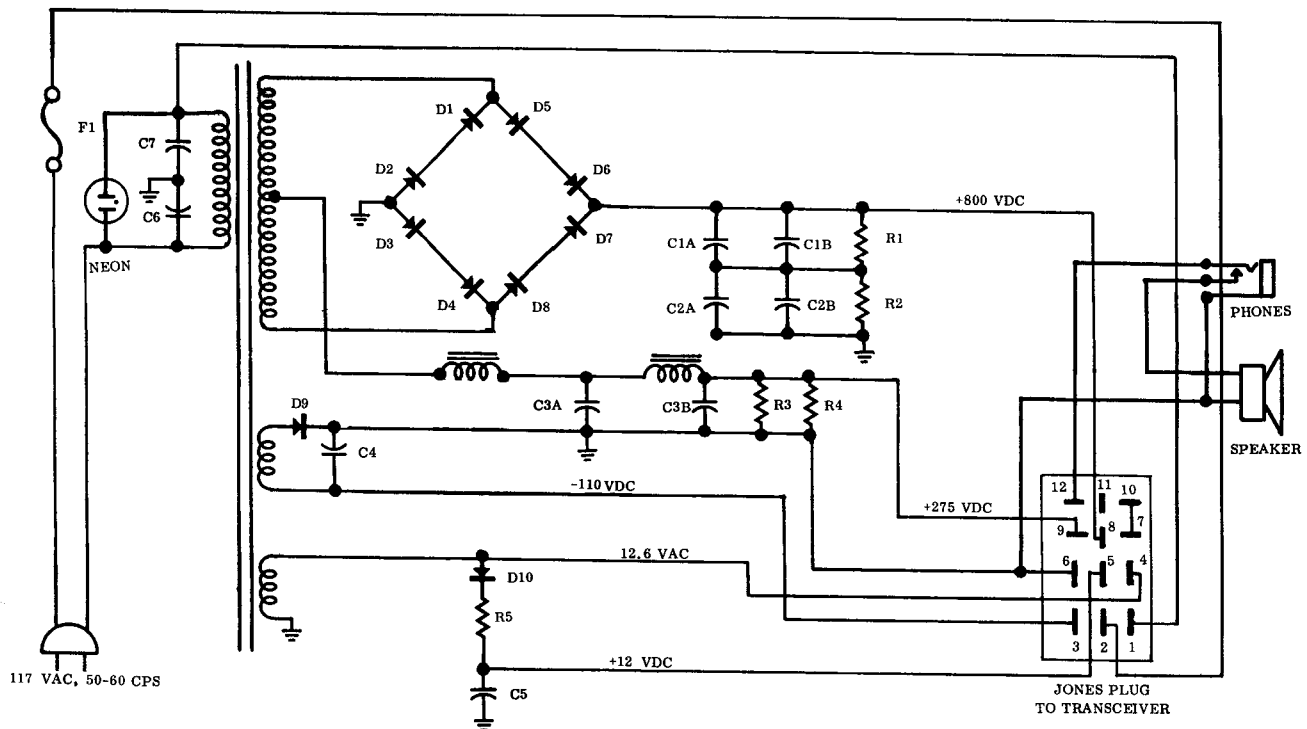 F1
C7
C6
NEON
D1
D5
D2
D6
D3
D7
D4
D8
+800 VDC
C1A
C1B
R1
C2A
C2B
R2
PHONES
C3A
C3B
R3
R4
D9
C4
SPEAKER
-110 VDC
+275 VDC
12
11
10
9
8
7
6
5
4
3
2
1
12.6 VAC
D10
R5
+12 VDC
C5
117 VAC, 50-60 CPS
JONES PLUG
TO TRANSCEIVER